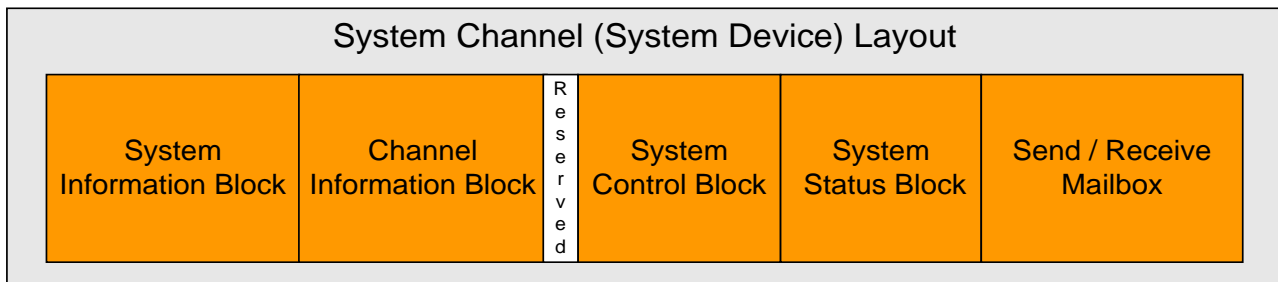 System Channel (System Device) Layout
System
Information Block
Channel
Information Block
Reserved
System
Control Block
System
Status Block
Send / Receive
Mailbox